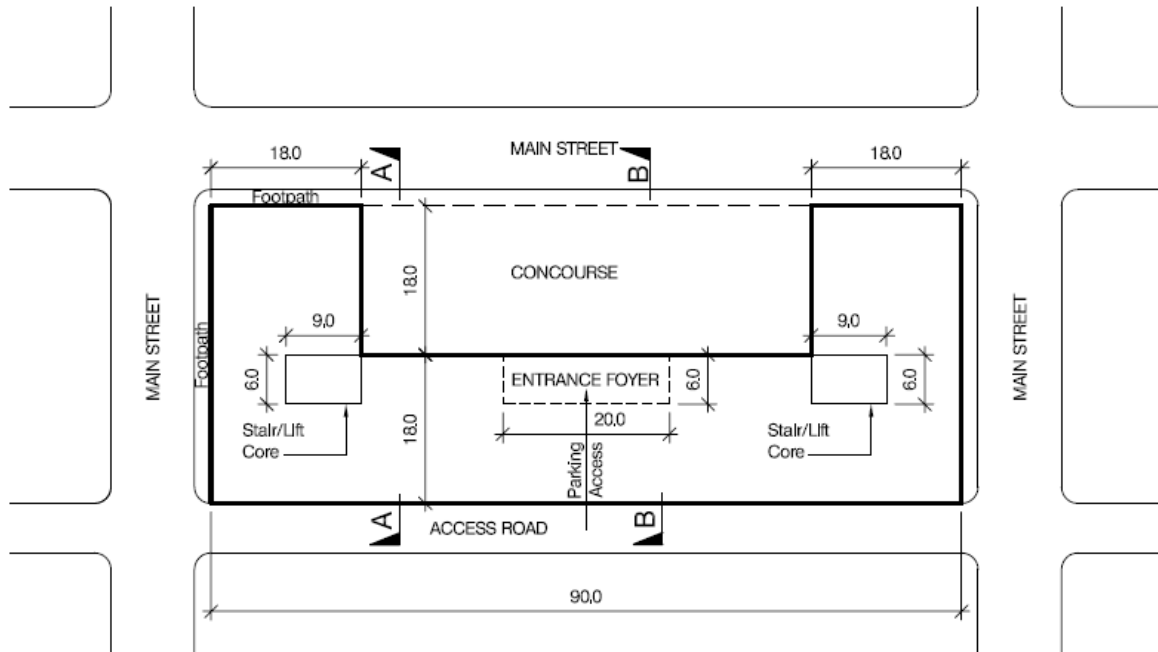 MAIN STREET
18.0
18.0
A
B
Footpath
18.0
CONCOURSE
MAIN STREET
Footpath
MAIN STREET
9.0
9.0
6.0
ENTRANCE FOYER
6.0
6.0
20.0
Stair/Lift
Core
18.0
Parking
Access
Stair/Lift
Core
A
ACCESS ROAD
B
90.0